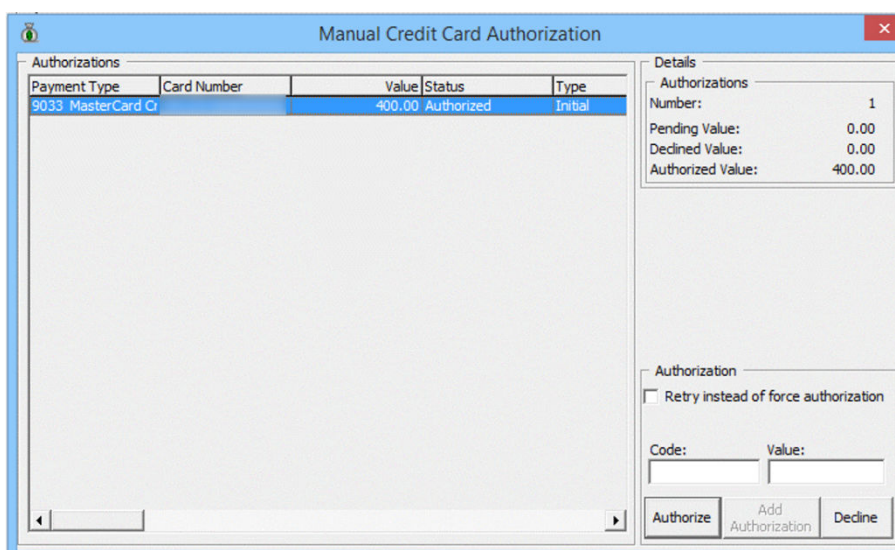 Manual Credit Card Authorization
Authorizations
Payment Type Card Number Value Status Type
9033 MasterCard Cr 400.00 Authorized Initial
Details
Authorizations
Number: 1
Pending Value: 0.00
Declined Value: 0.00
Authorized Value: 400.00
Authorization
Retry instead of force authorization
Code: Value:
Authorize Add Authorization Decline